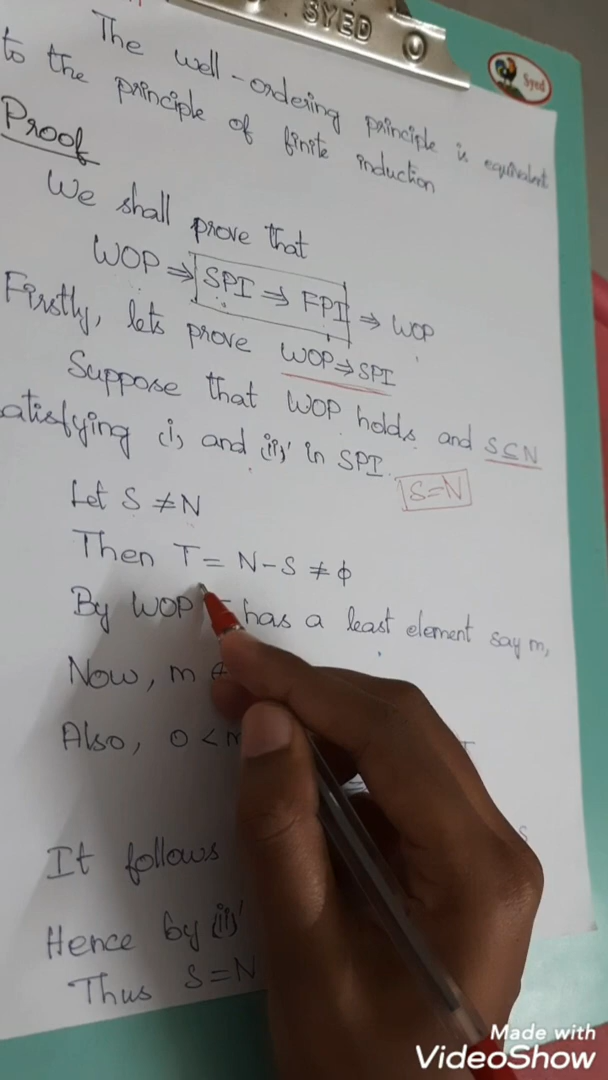 SYED
Syed
The well-ordering principle is equivalent
to the principle of finite induction
Proof
We shall prove that
WOP ⇒ SPI ⇒ FPI ⇒ WOP
Firstly, lets prove WOP⇒SPI
Suppose that WOP holds and S⊆N
satisfying (i) and (ii)' in SPI.
S=N
Let S ≠ N
Then T = N-S ≠ ϕ
By WOP T has a least element say m,
Now, m
Also, 0 < m
It follows
Hence by (ii)'
Thus S=N
Made with
VideoShow